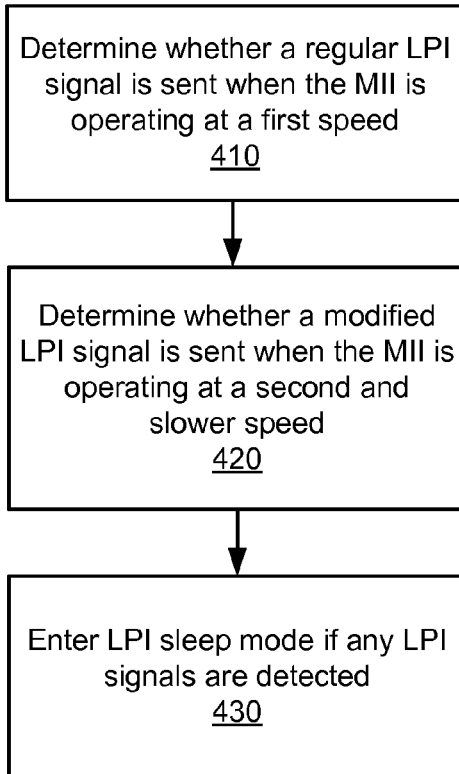 Determine whether a regular LPI
signal is sent when the MII is
operating at a first speed
410
Determine whether a modified
LPI signal is sent when the MII is
operating at a second and
slower speed
420
Enter LPI sleep mode if any LPI
signals are detected
430